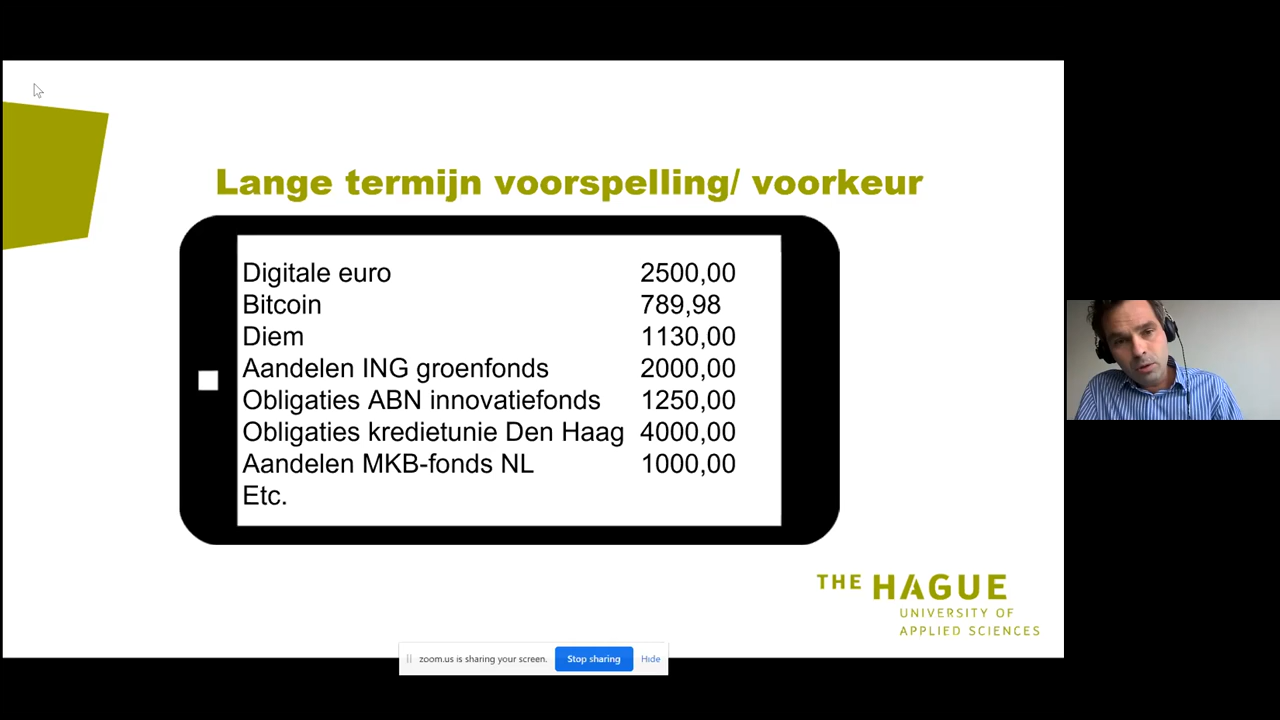 Lange termijn voorspelling/ voorkeur
Digitale euro 2500,00
Bitcoin 789,98
Diem 1130,00
Aandelen ING groenfonds 2000,00
Obligaties ABN innovatiefonds 1250,00
Obligaties kredietunie Den Haag 4000,00
Aandelen MKB-fonds NL 1000,00
Etc.
THE HAGUE
UNIVERSITY OF
APPLIED SCIENCES
zoom.us is sharing your screen. Stop sharing Hide